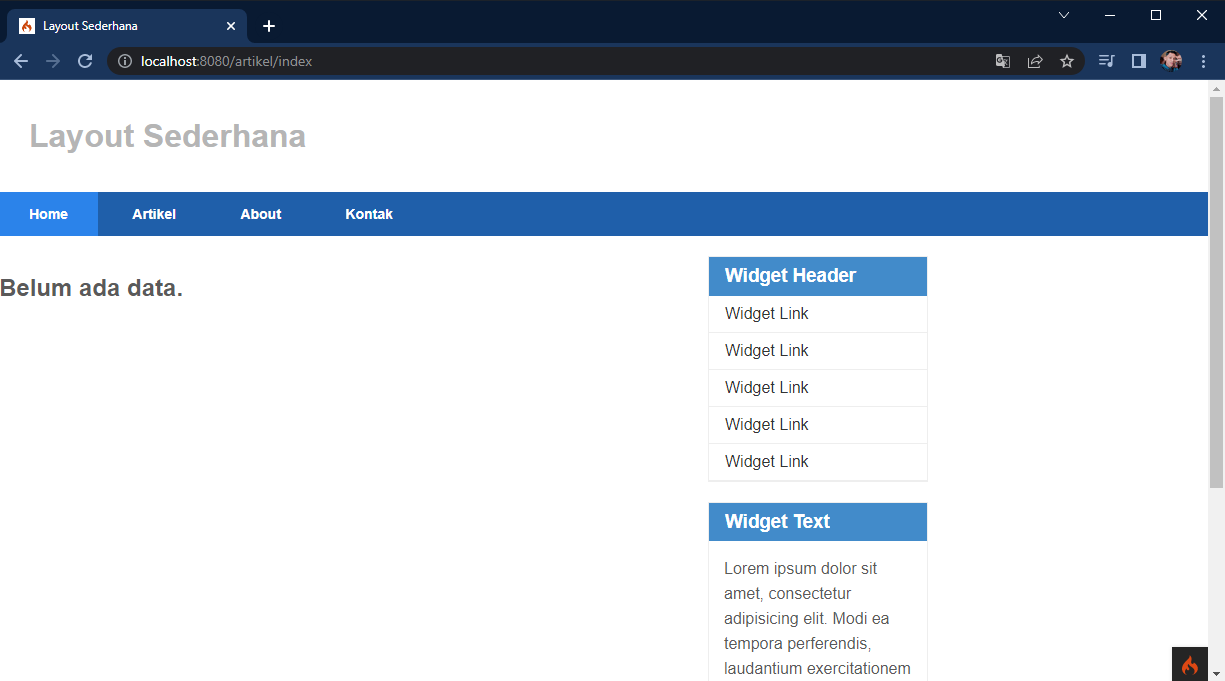 Layout Sederhana
localhost:8080/artikel/index
Layout Sederhana
Home Artikel About Kontak
Belum ada data.
Widget Header
Widget Link
Widget Link
Widget Link
Widget Link
Widget Link
Widget Text
Lorem ipsum dolor sit
amet, consectetur
adipisicing elit. Modi ea
tempora perferendis,
laudantium exercitationem